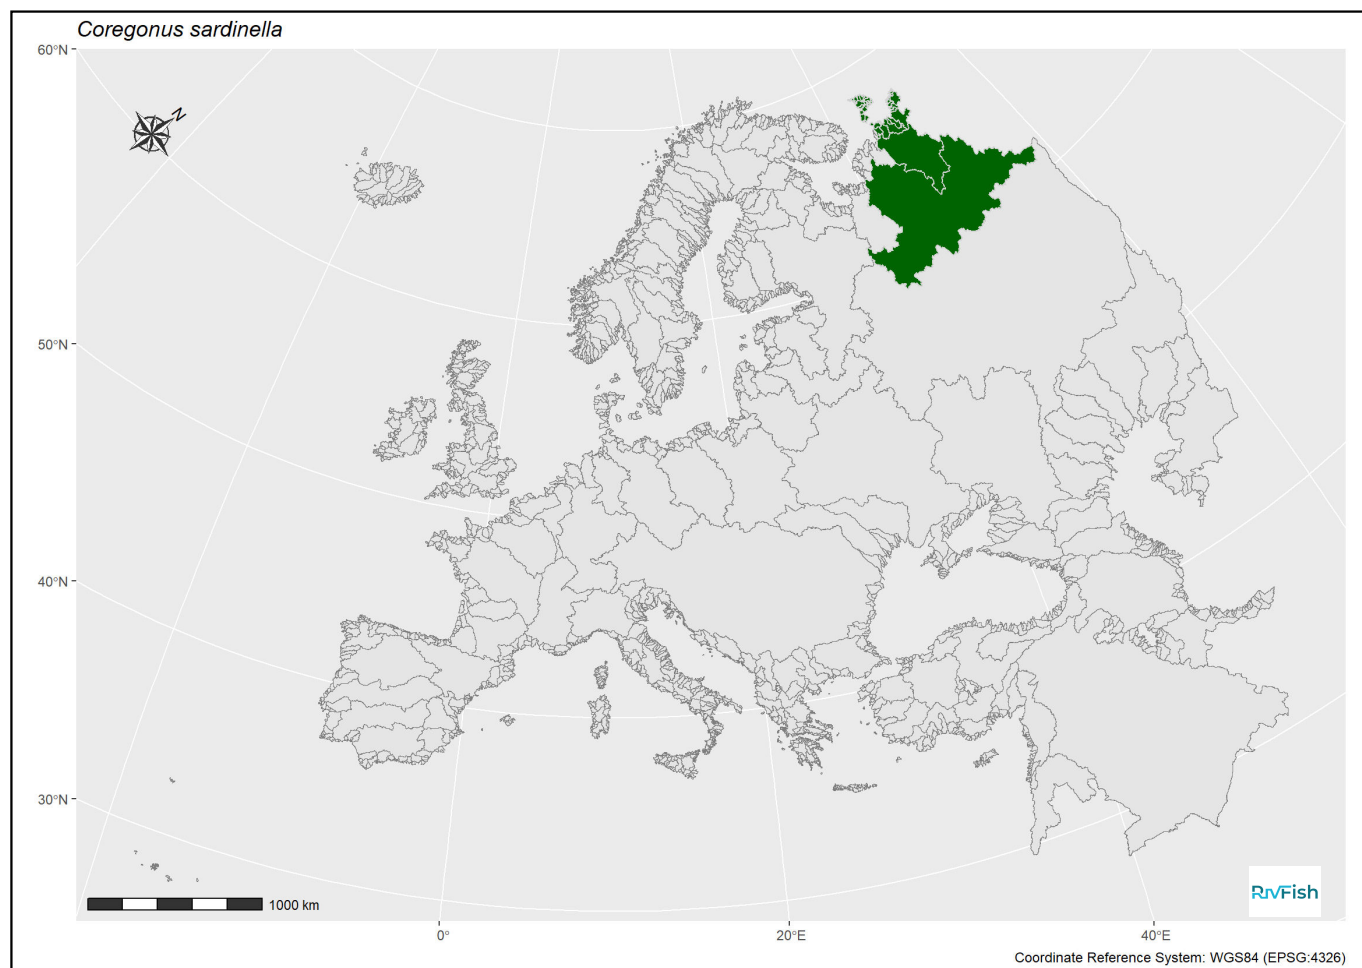 Coregonus sardinella
60°N
N
50°N
40°N
30°N
1000 km
RivFish
0°
20°E
40°E
Coordinate Reference System: WGS84 (EPSG:4326)